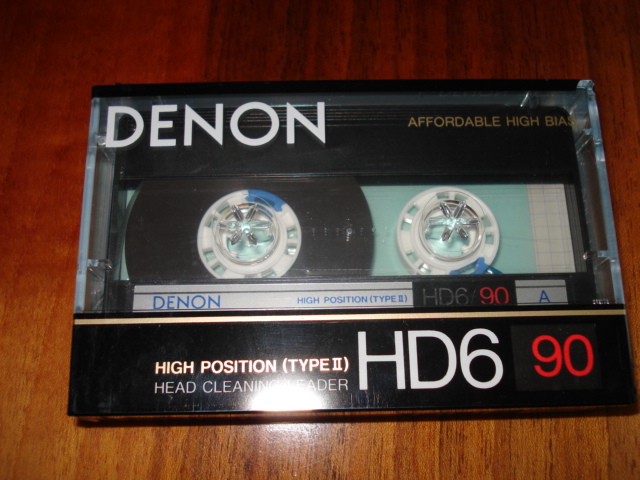 DENON
AFFORDABLE HIGH BIAS
DENON HIGH POSITION (TYPE II) HD6/90 A
HIGH POSITION (TYPE II) HD6 90
HEAD CLEANING LEADER